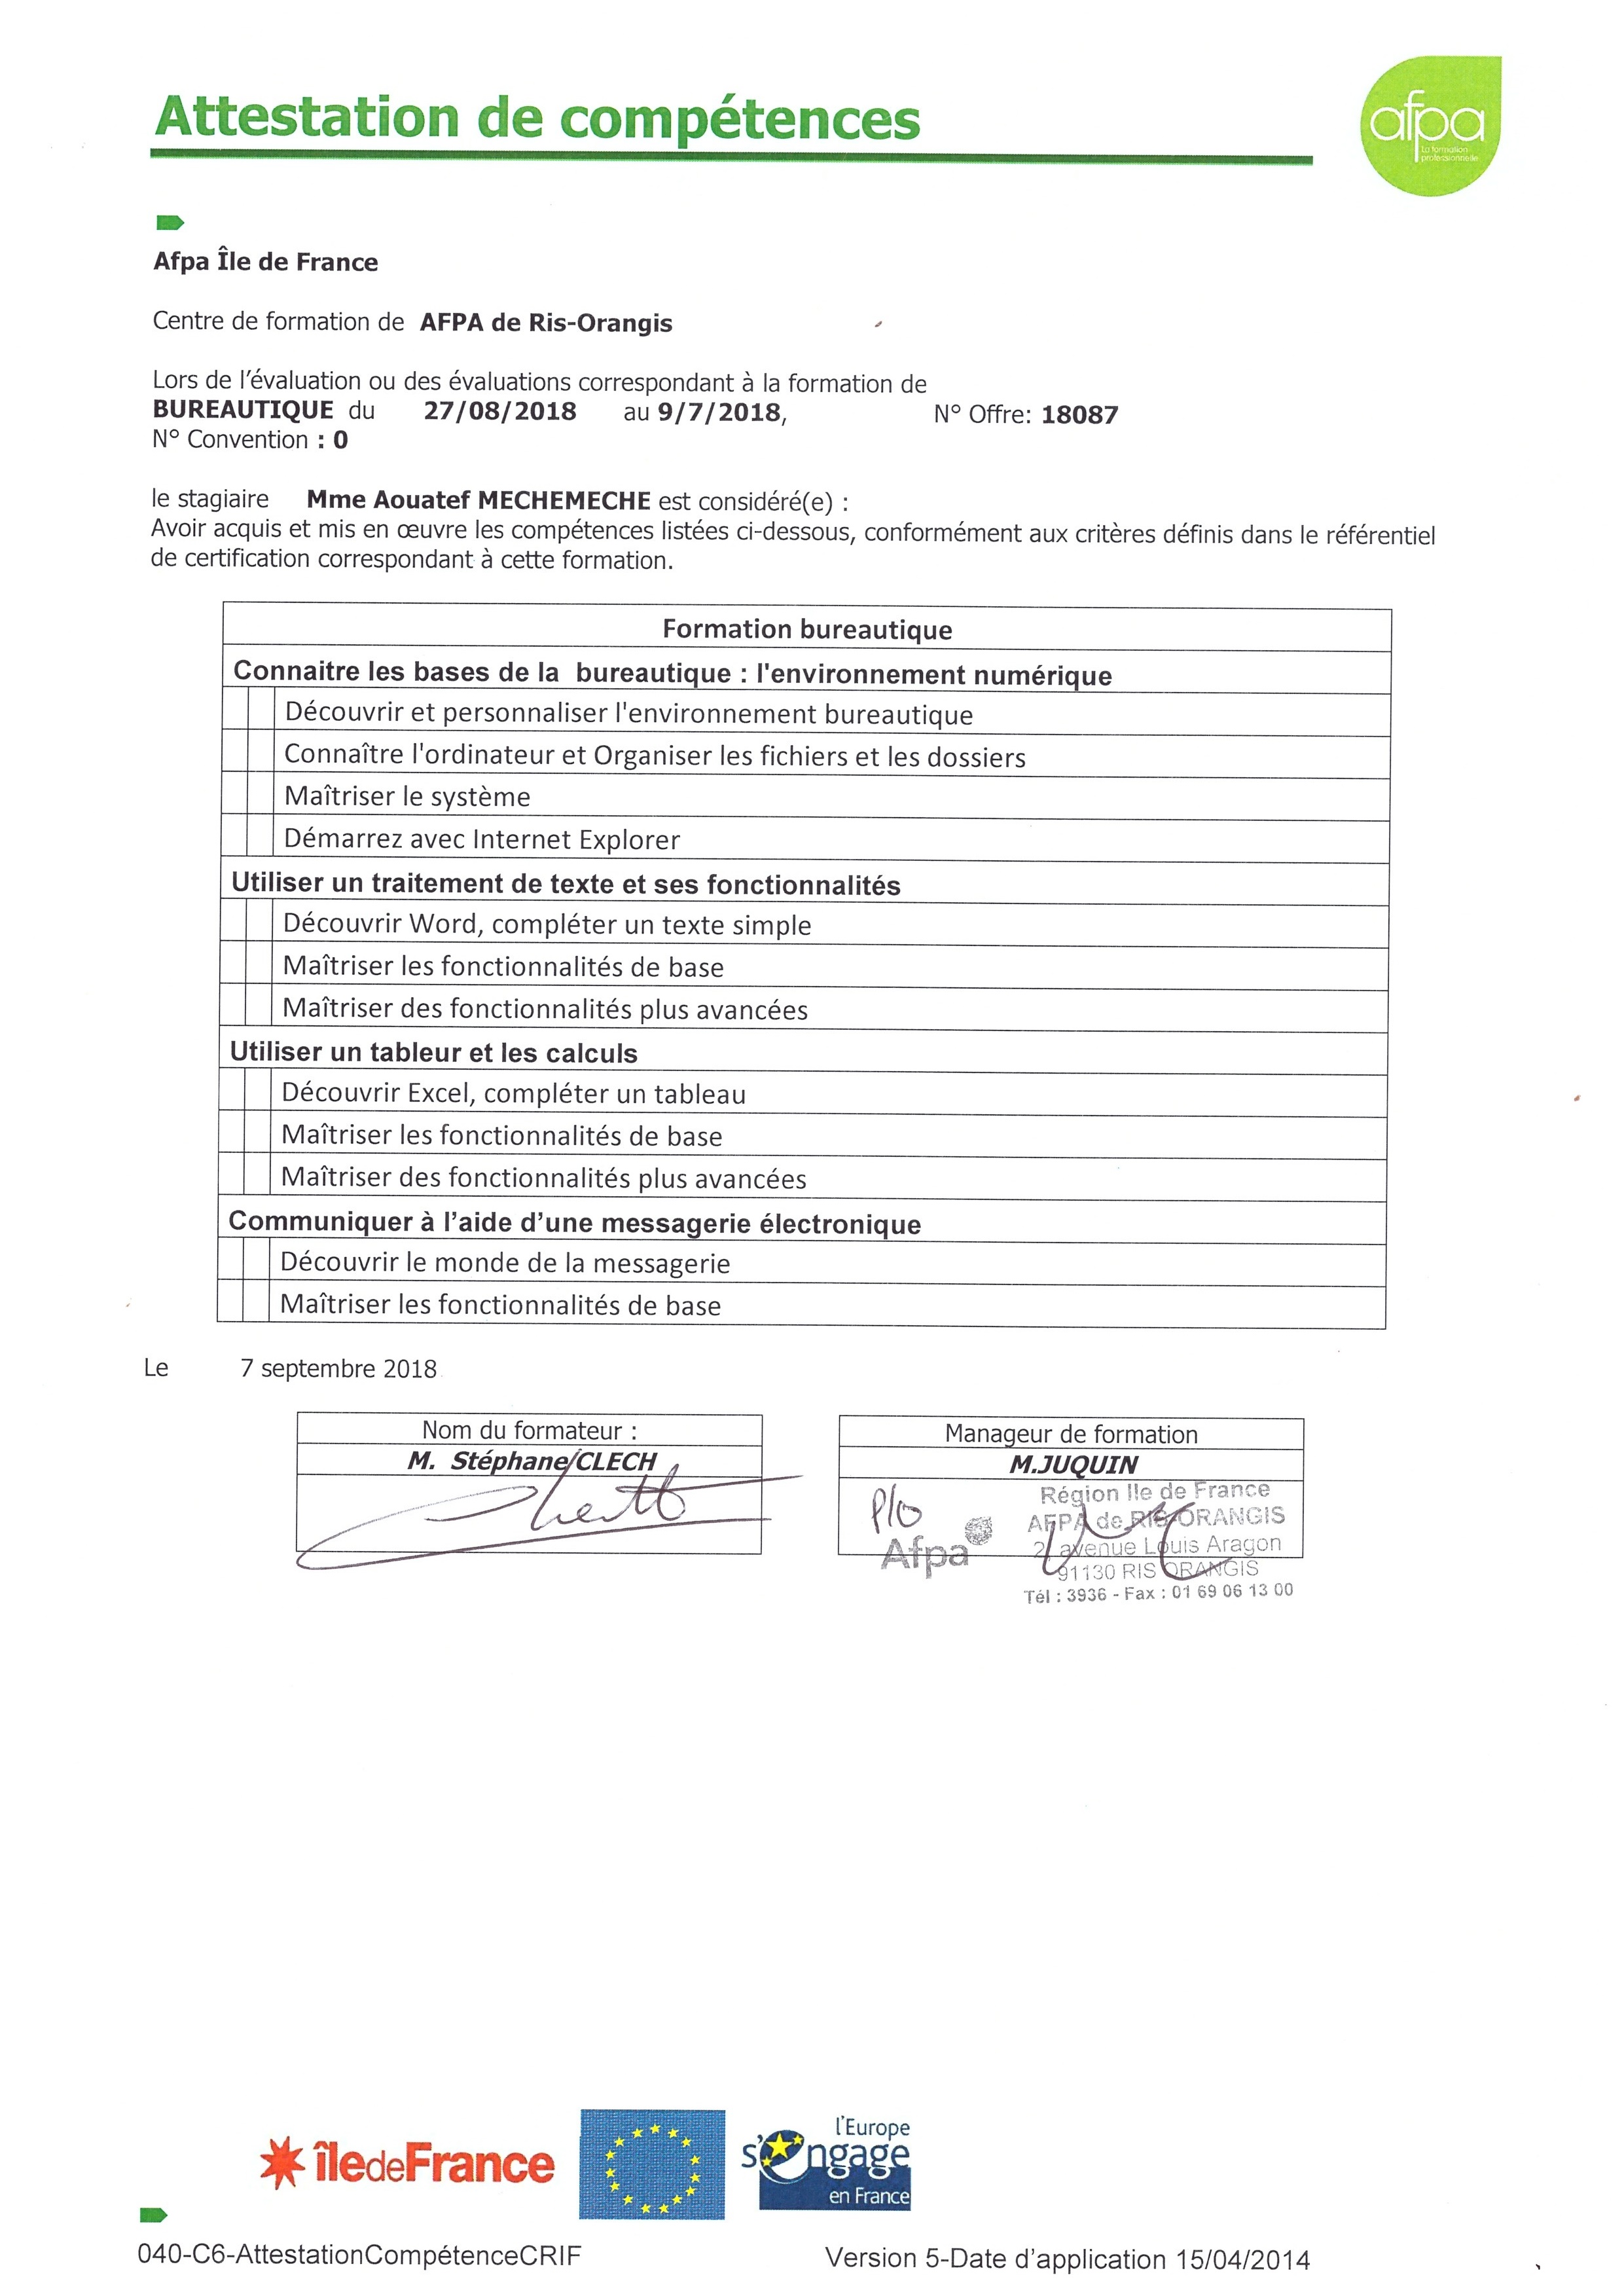 Attestation de compétences
afpa
La formation
professionnelle
Afpa Île de France
Centre de formation de AFPA de Ris-Orangis
Lors de l'évaluation ou des évaluations correspondant à la formation de
BUREAUTIQUE du 27/08/2018 au 9/7/2018, N° Offre: 18087
N° Convention : 0
le stagiaire Mme Aouatef MECHEMECHE est considéré(e) :
Avoir acquis et mis en œuvre les compétences listées ci-dessous, conformément aux critères définis dans le référentiel
de certification correspondant à cette formation.
Formation bureautique
Connaitre les bases de la bureautique : l'environnement numérique
Découvrir et personnaliser l'environnement bureautique
Connaître l'ordinateur et Organiser les fichiers et les dossiers
Maîtriser le système
Démarrez avec Internet Explorer
Utiliser un traitement de texte et ses fonctionnalités
Découvrir Word, compléter un texte simple
Maîtriser les fonctionnalités de base
Maîtriser des fonctionnalités plus avancées
Utiliser un tableur et les calculs
Découvrir Excel, compléter un tableau
Maîtriser les fonctionnalités de base
Maîtriser des fonctionnalités plus avancées
Communiquer à l'aide d'une messagerie électronique
Découvrir le monde de la messagerie
Maîtriser les fonctionnalités de base
Le 7 septembre 2018
Nom du formateur :
M. Stéphane CLECH
Manageur de formation
M.JUQUIN
P/O
Afpa
Région Ile de France
AFPA de RIS-ORANGIS
2, avenue Louis Aragon
91130 RIS ORANGIS
Tél : 3936 - Fax : 01 69 06 13 00
îledeFrance
l'Europe
s'engage
en France
040-C6-AttestationCompétenceCRIF Version 5-Date d'application 15/04/2014